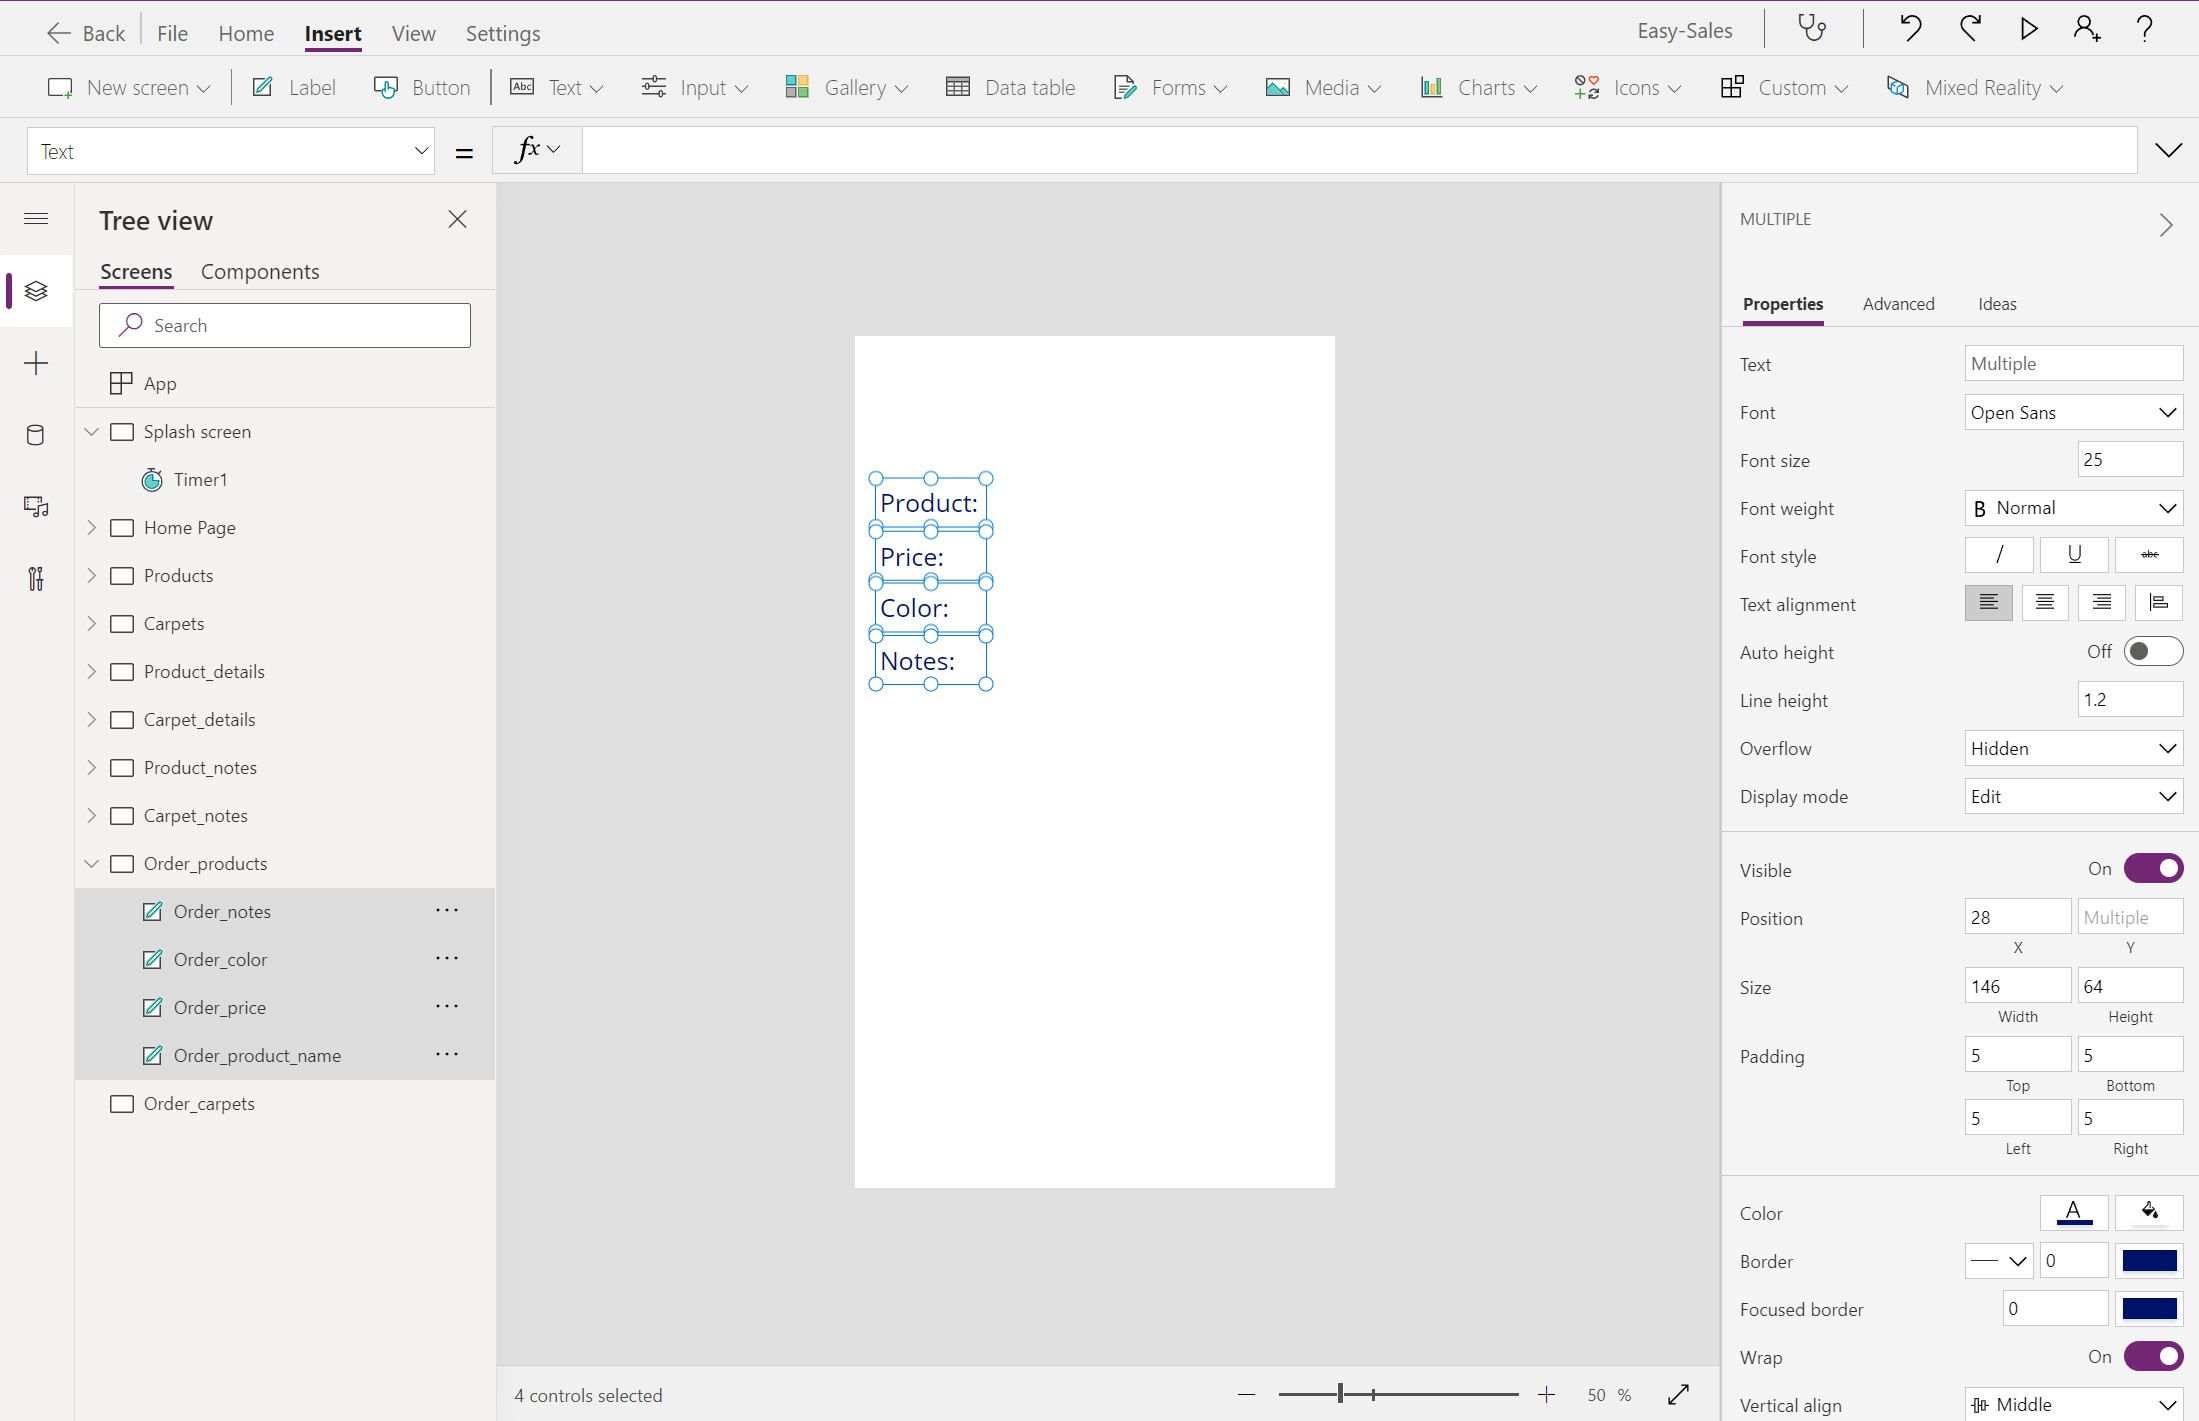 Back File Home Insert View Settings Easy-Sales
New screen Label Button Abc Text Input Gallery Data table Forms Media Charts Icons Custom Mixed Reality
Text = fx
Tree view
Screens Components
Search
App
Splash screen
Timer1
Home Page
Products
Carpets
Product_details
Carpet_details
Product_notes
Carpet_notes
Order_products
Order_notes ...
Order_color ...
Order_price ...
Order_product_name ...
Order_carpets
Product:
Price:
Color:
Notes:
4 controls selected
50 %
MULTIPLE
Properties Advanced Ideas
Text Multiple
Font Open Sans
Font size 25
Font weight B Normal
Font style / U abc
Text alignment
Auto height Off
Line height 1.2
Overflow Hidden
Display mode Edit
Visible On
Position 28 Multiple
X Y
Size 146 64
Width Height
Padding 5 5
Top Bottom
5 5
Left Right
Color A
Border 0
Focused border 0
Wrap On
Vertical align Middle